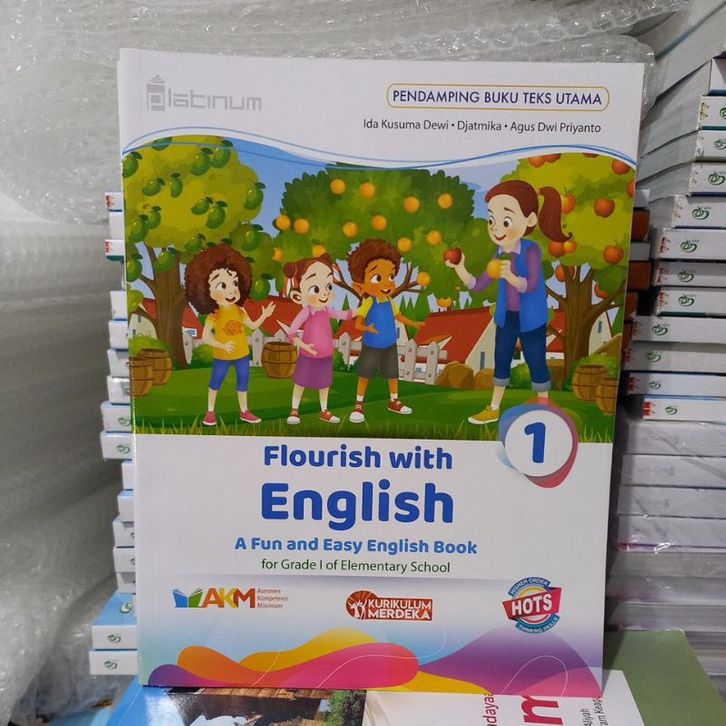 Platinum
PENDAMPING BUKU TEKS UTAMA
Ida Kusuma Dewi • Djatmika • Agus Dwi Priyanto
1
Flourish with
English
A Fun and Easy English Book
for Grade I of Elementary School
AKM Asesmen
Kompetensi
Minimum
KURIKULUM
MERDEKA
HIGHER ORDER
HOTS
THINKING SKILLS